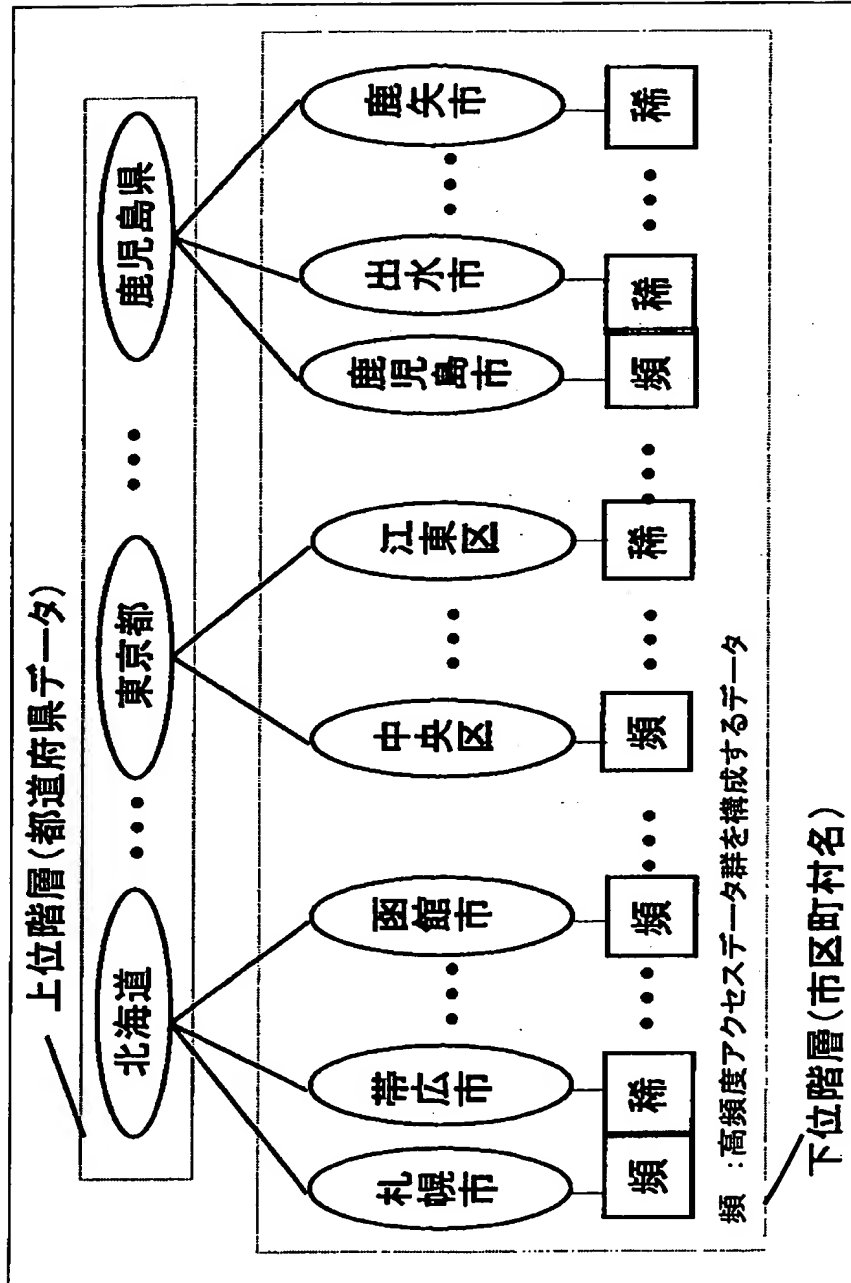 上位階層(都道府県データ)
北海道
•••
東京都
•••
鹿児島県
札幌市
帯広市
•••
函館市
中央区
•••
江東区
鹿児島市
出水市
•••
鹿矢市
頻
稀
•••
頻
•••
頻
•••
稀
•••
頻
稀
•••
稀
頻 :高頻度アクセスデータ群を構成するデータ
下位階層(市区町村名)